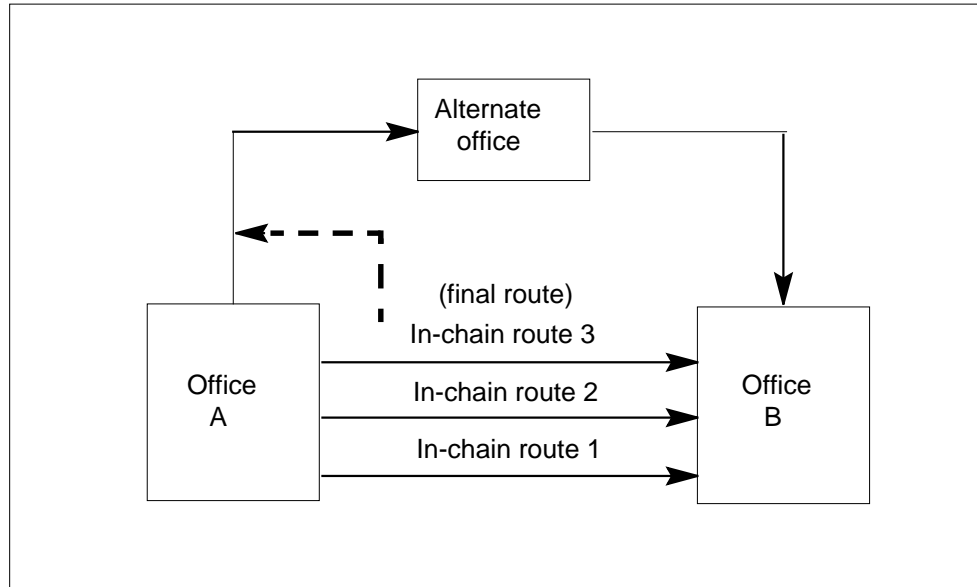 Alternate
office
(final route)
In-chain route 3
Office
A
In-chain route 2
Office
B
In-chain route 1